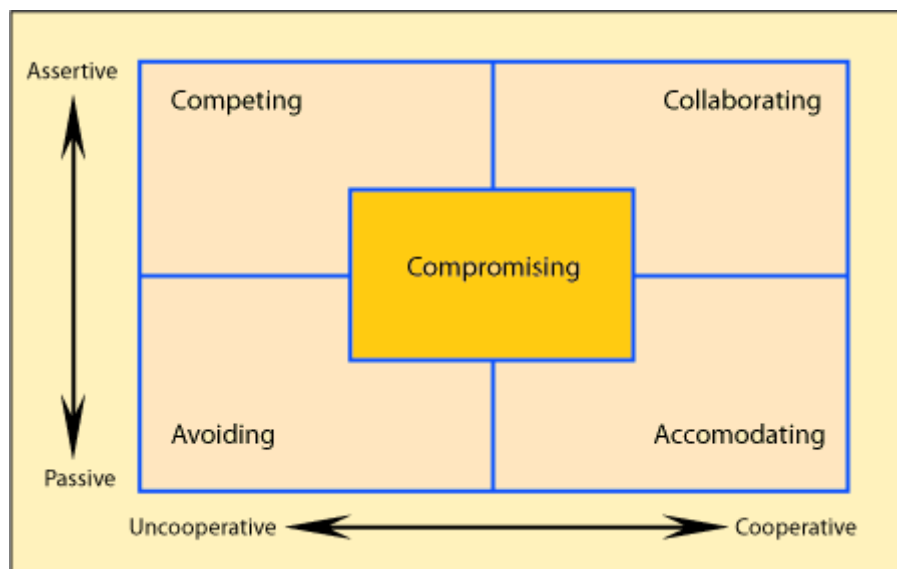 Assertive
Competing
Collaborating
Compromising
Avoiding
Accomodating
Passive
Uncooperative
Cooperative